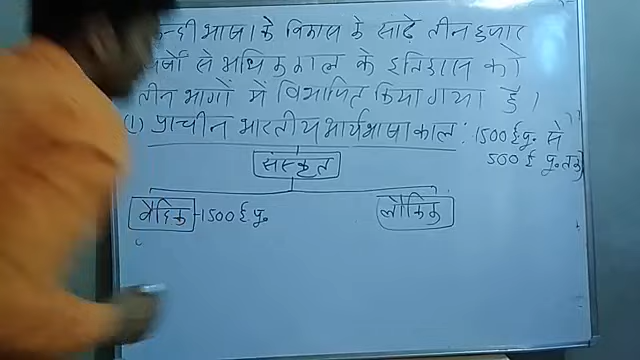 भाषा के विकास के साढे तीन हजार
वर्षों से अधिक काल के इतिहास को
तीन भागों में विभाजित किया गया है।
(1) प्राचीन भारतीय आर्यभाषा काल : 1500 ई पू. से
500 ई पू. तक
संस्कृत
वैदिक -1500 ई पू.
लौकिक